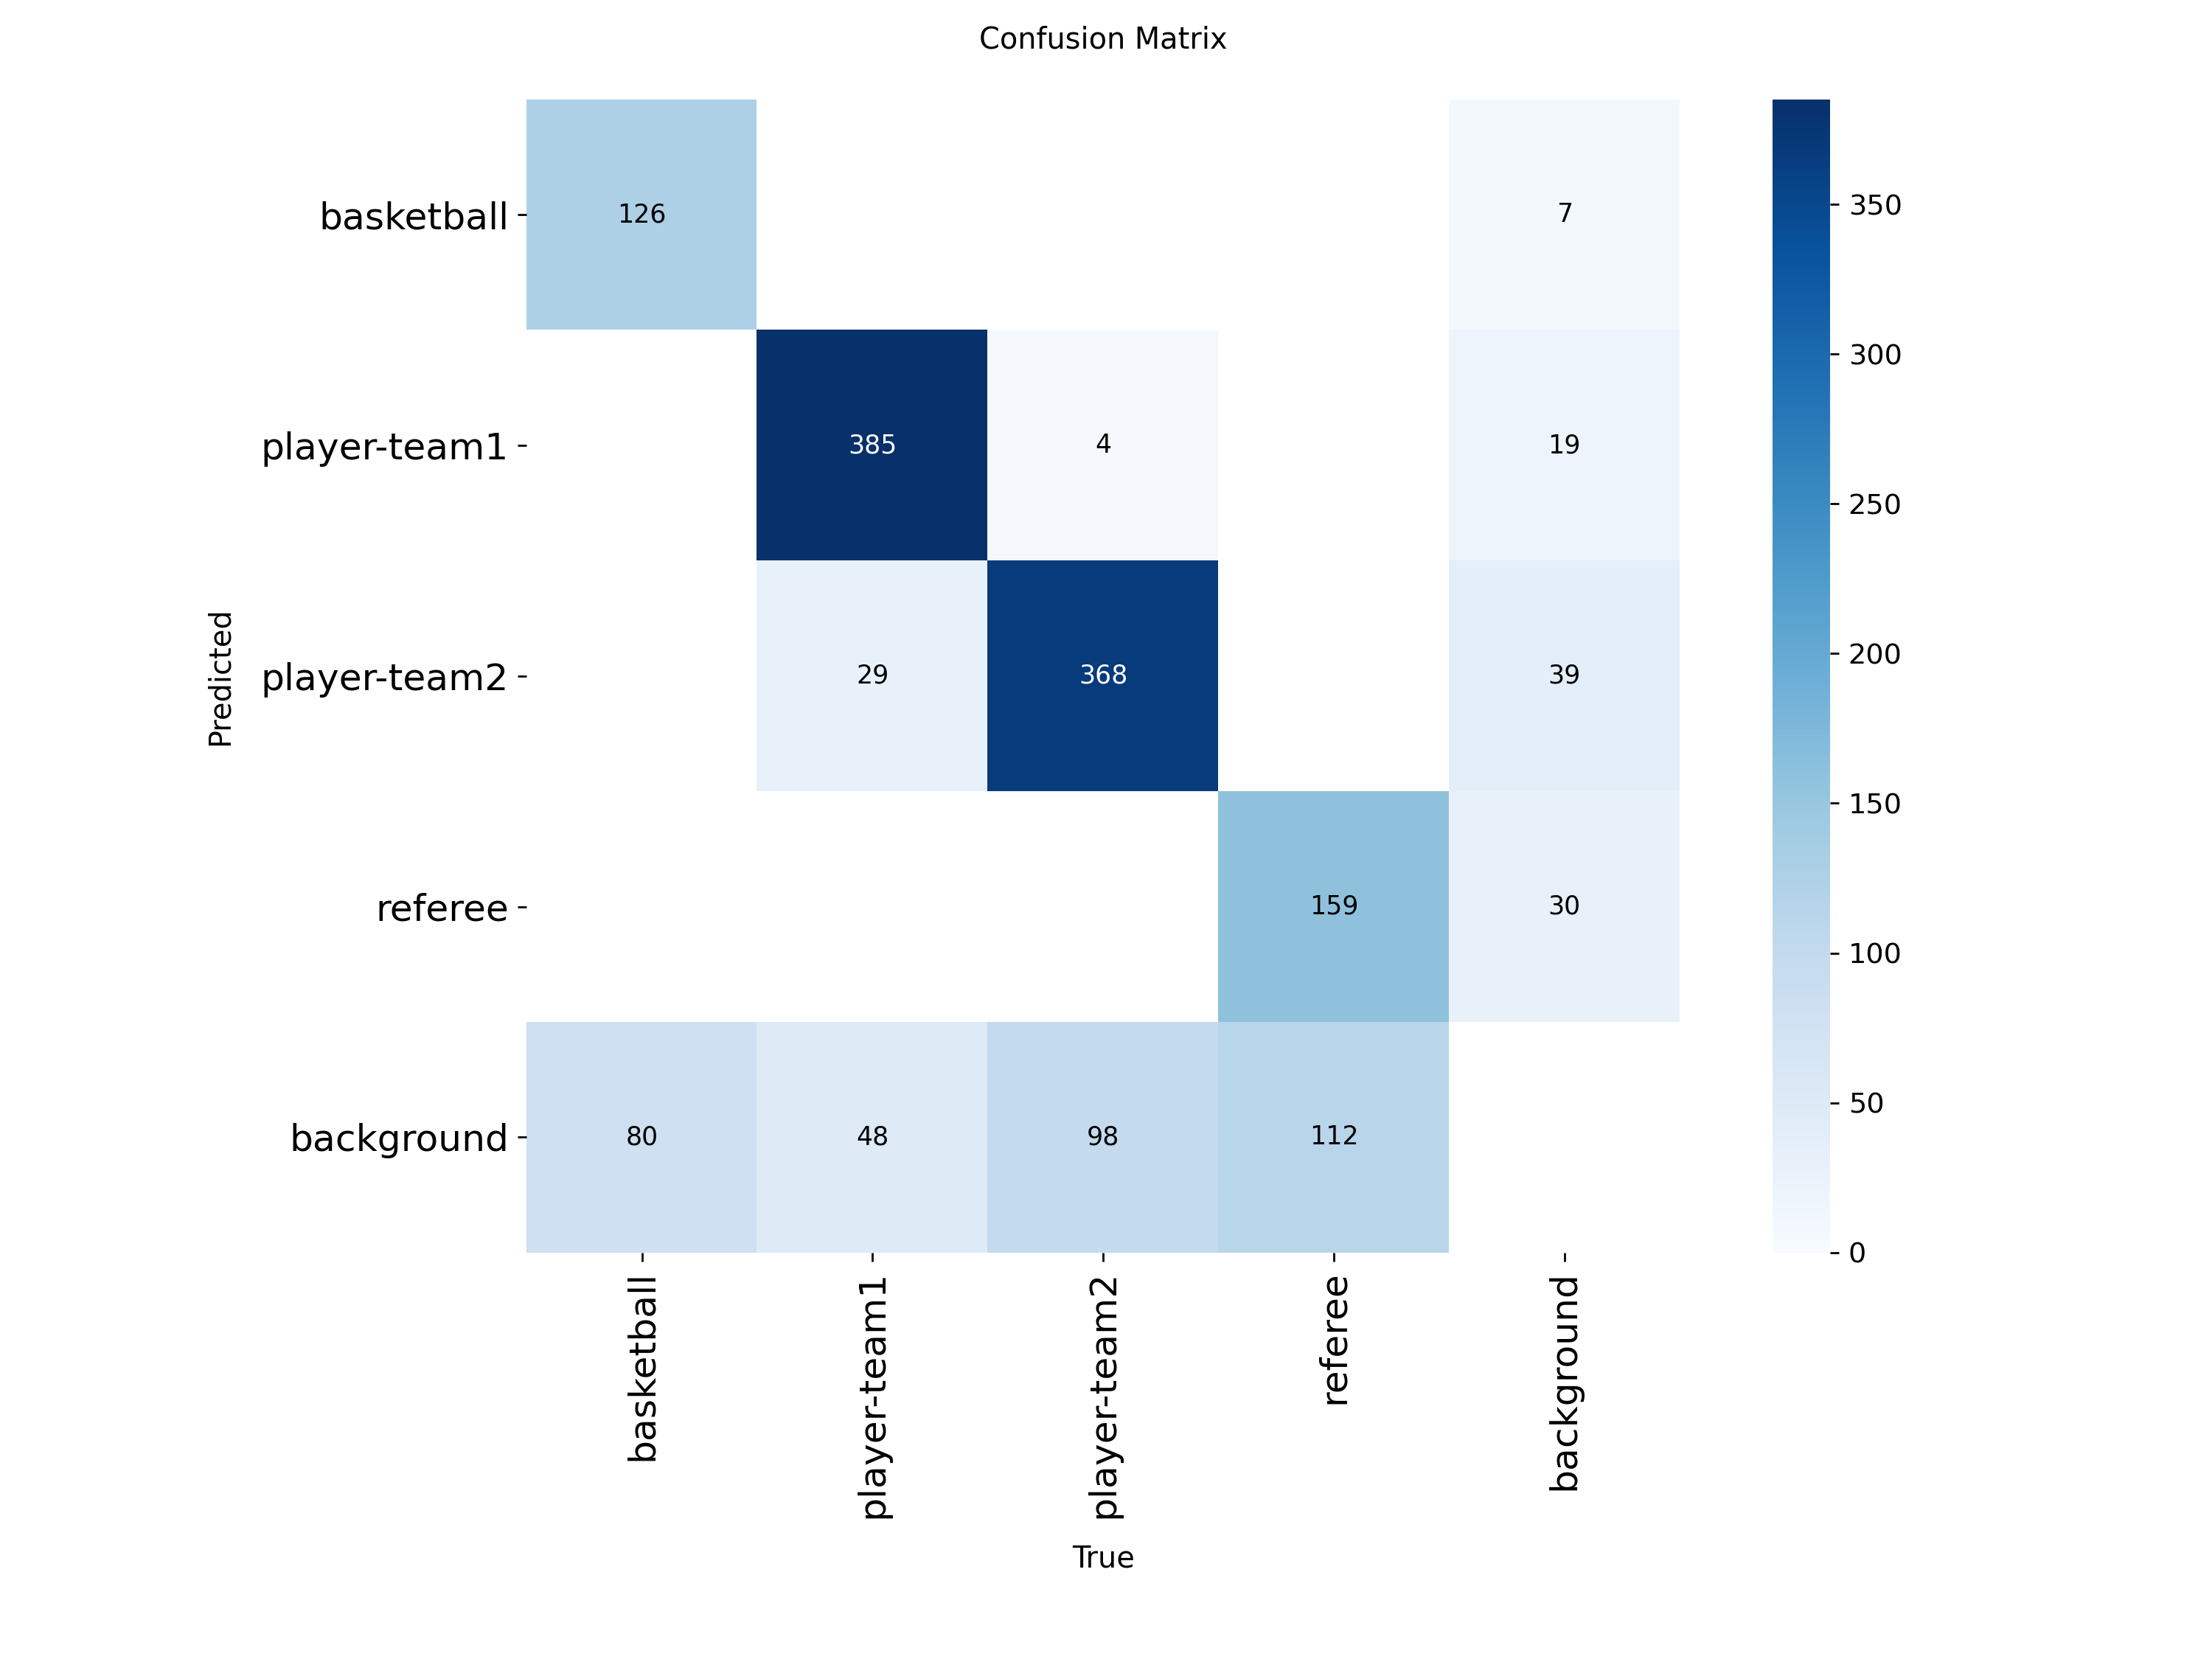 Confusion Matrix
basketball 126 7
player-team1 385 4 19
player-team2 29 368 39
referee 159 30
background 80 48 98 112
basketball player-team1 player-team2 referee background
True
Predicted
350
300
250
200
150
100
50
0